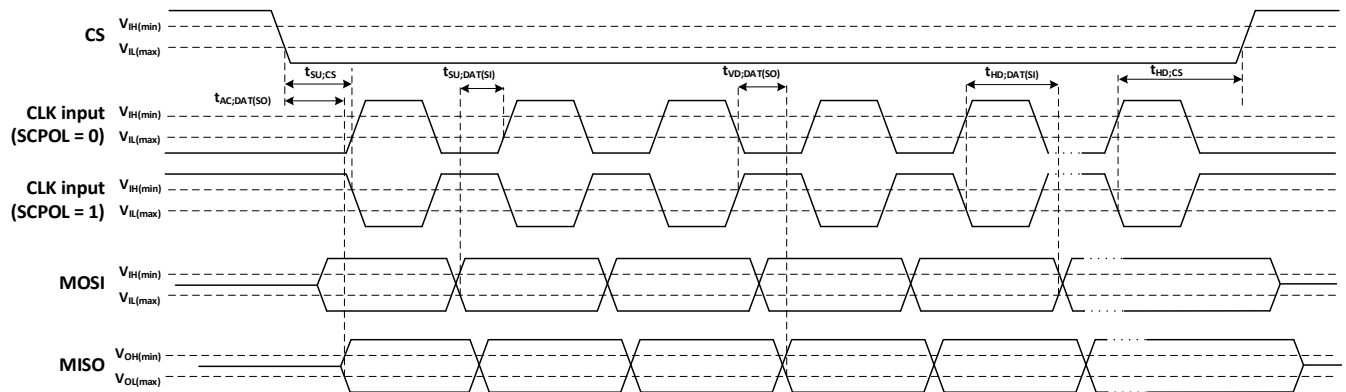 CS
VIH(min)
VIL(max)
tSU;CS
tSU;DAT(SI)
tVD;DAT(SO)
tHD;DAT(SI)
tHD;CS
tAC;DAT(SO)
CLK input
(SCPOL = 0)
VIH(min)
VIL(max)
CLK input
(SCPOL = 1)
VIH(min)
VIL(max)
MOSI
VIH(min)
VIL(max)
MISO
VOH(min)
VOL(max)